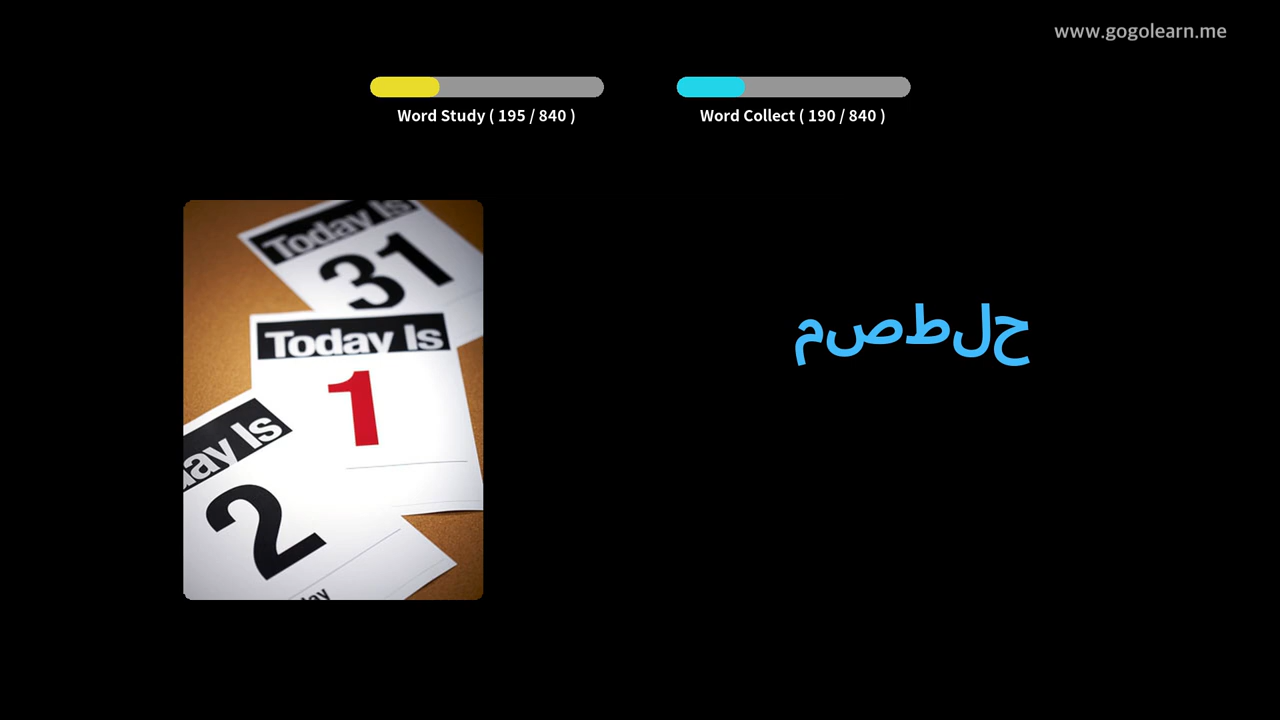 www.gogolearn.me
Word Study ( 195 / 840 )
Word Collect ( 190 / 840 )
Today Is
31
Today Is
1
ay Is
2
ح‌ل‌ط‌ص‌م